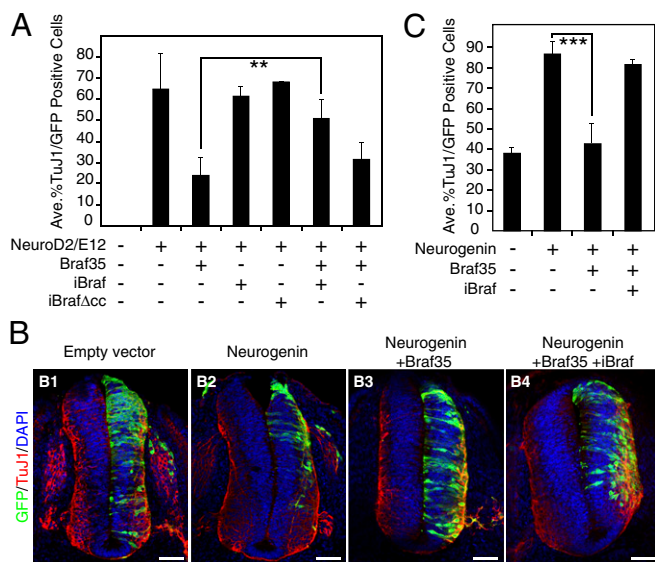 A
Ave.%TuJ1/GFP Positive Cells
90
80
70
60
50
40
30
20
10
0
**
NeuroD2/E12 - + + + + + +
Braf35 - - + - - + +
iBraf - - - + - + -
iBrafΔcc - - - - + - +
C
Ave.%TuJ1/GFP Positive Cells
100
90
80
70
60
50
40
30
20
10
0
***
Neurogenin - + + +
Braf35 - - + +
iBraf - - - +
B
GFP/TuJ1/DAPI
Empty vector
B1
Neurogenin
B2
Neurogenin
+Braf35
B3
Neurogenin
+Braf35 +iBraf
B4